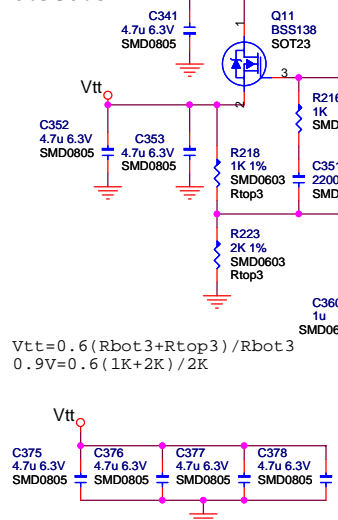 C341
4.7u 6.3V
SMD0805
1
Q11
BSS138
SOT23
3
2
Vtt
R216
1K
SMD
C352
4.7u 6.3V
SMD0805
C353
4.7u 6.3V
SMD0805
R218
1K 1%
SMD0603
Rtop3
C351
2200
SMD
R223
2K 1%
SMD0603
Rtop3
C360
1u
SMD06
Vtt=0.6(Rbot3+Rtop3)/Rbot3
0.9V=0.6(1K+2K)/2K
Vtt
C375
4.7u 6.3V
SMD0805
C376
4.7u 6.3V
SMD0805
C377
4.7u 6.3V
SMD0805
C378
4.7u 6.3V
SMD0805